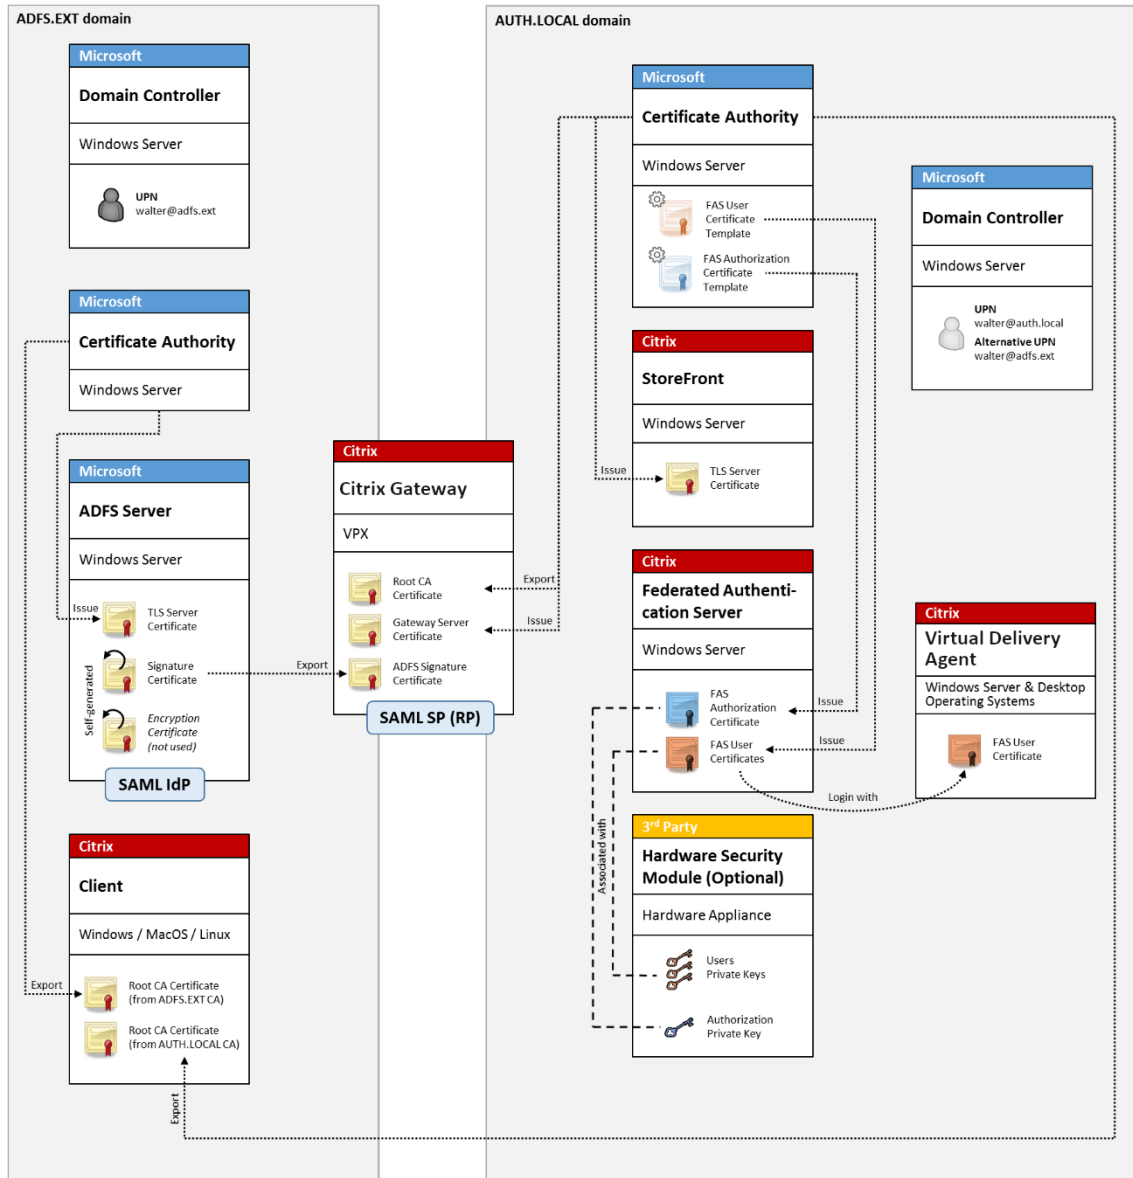 ADFS.EXT domain
Microsoft
Domain Controller
Windows Server
UPN
walter@adfs.ext
Microsoft
Certificate Authority
Windows Server
Microsoft
ADFS Server
Windows Server
Issue
TLS Server
Certificate
Self-generated
Signature
Certificate
Encryption
Certificate
(not used)
SAML IdP
Citrix
Client
Windows / MacOS / Linux
Export
Root CA Certificate
(from ADFS.EXT CA)
Root CA Certificate
(from AUTH.LOCAL CA)
Export
Citrix
Citrix Gateway
VPX
Root CA
Certificate
Export
Gateway Server
Certificate
Issue
Export
ADFS Signature
Certificate
SAML SP (RP)
AUTH.LOCAL domain
Microsoft
Certificate Authority
Windows Server
FAS User
Certificate
Template
FAS Authorization
Certificate
Template
Citrix
StoreFront
Windows Server
Issue
TLS Server
Certificate
Citrix
Federated Authenti-
cation Server
Windows Server
FAS
Authorization
Certificate
Issue
FAS User
Certificates
Issue
Login with
Associated with
3rd Party
Hardware Security
Module (Optional)
Hardware Appliance
Users
Private Keys
Authorization
Private Key
Microsoft
Domain Controller
Windows Server
UPN
walter@auth.local
Alternative UPN
walter@adfs.ext
Citrix
Virtual Delivery
Agent
Windows Server & Desktop
Operating Systems
FAS User
Certificate